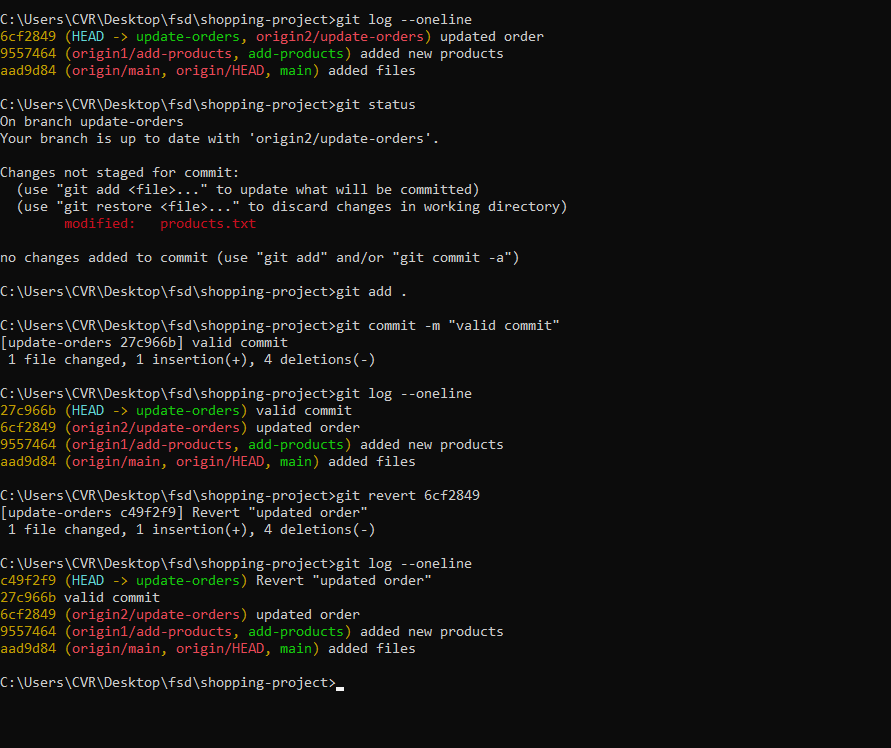 C:\Users\CVR\Desktop\fsd\shopping-project>git log --oneline
6cf2849 (HEAD -> update-orders, origin2/update-orders) updated order
9557464 (origin1/add-products, add-products) added new products
aad9d84 (origin/main, origin/HEAD, main) added files
C:\Users\CVR\Desktop\fsd\shopping-project>git status
On branch update-orders
Your branch is up to date with 'origin2/update-orders'.
Changes not staged for commit:
  (use "git add <file>..." to update what will be committed)
  (use "git restore <file>..." to discard changes in working directory)
        modified:   products.txt
no changes added to commit (use "git add" and/or "git commit -a")
C:\Users\CVR\Desktop\fsd\shopping-project>git add .
C:\Users\CVR\Desktop\fsd\shopping-project>git commit -m "valid commit"
[update-orders 27c966b] valid commit
 1 file changed, 1 insertion(+), 4 deletions(-)
C:\Users\CVR\Desktop\fsd\shopping-project>git log --oneline
27c966b (HEAD -> update-orders) valid commit
6cf2849 (origin2/update-orders) updated order
9557464 (origin1/add-products, add-products) added new products
aad9d84 (origin/main, origin/HEAD, main) added files
C:\Users\CVR\Desktop\fsd\shopping-project>git revert 6cf2849
[update-orders c49f2f9] Revert "updated order"
 1 file changed, 1 insertion(+), 4 deletions(-)
C:\Users\CVR\Desktop\fsd\shopping-project>git log --oneline
c49f2f9 (HEAD -> update-orders) Revert "updated order"
27c966b valid commit
6cf2849 (origin2/update-orders) updated order
9557464 (origin1/add-products, add-products) added new products
aad9d84 (origin/main, origin/HEAD, main) added files
C:\Users\CVR\Desktop\fsd\shopping-project>